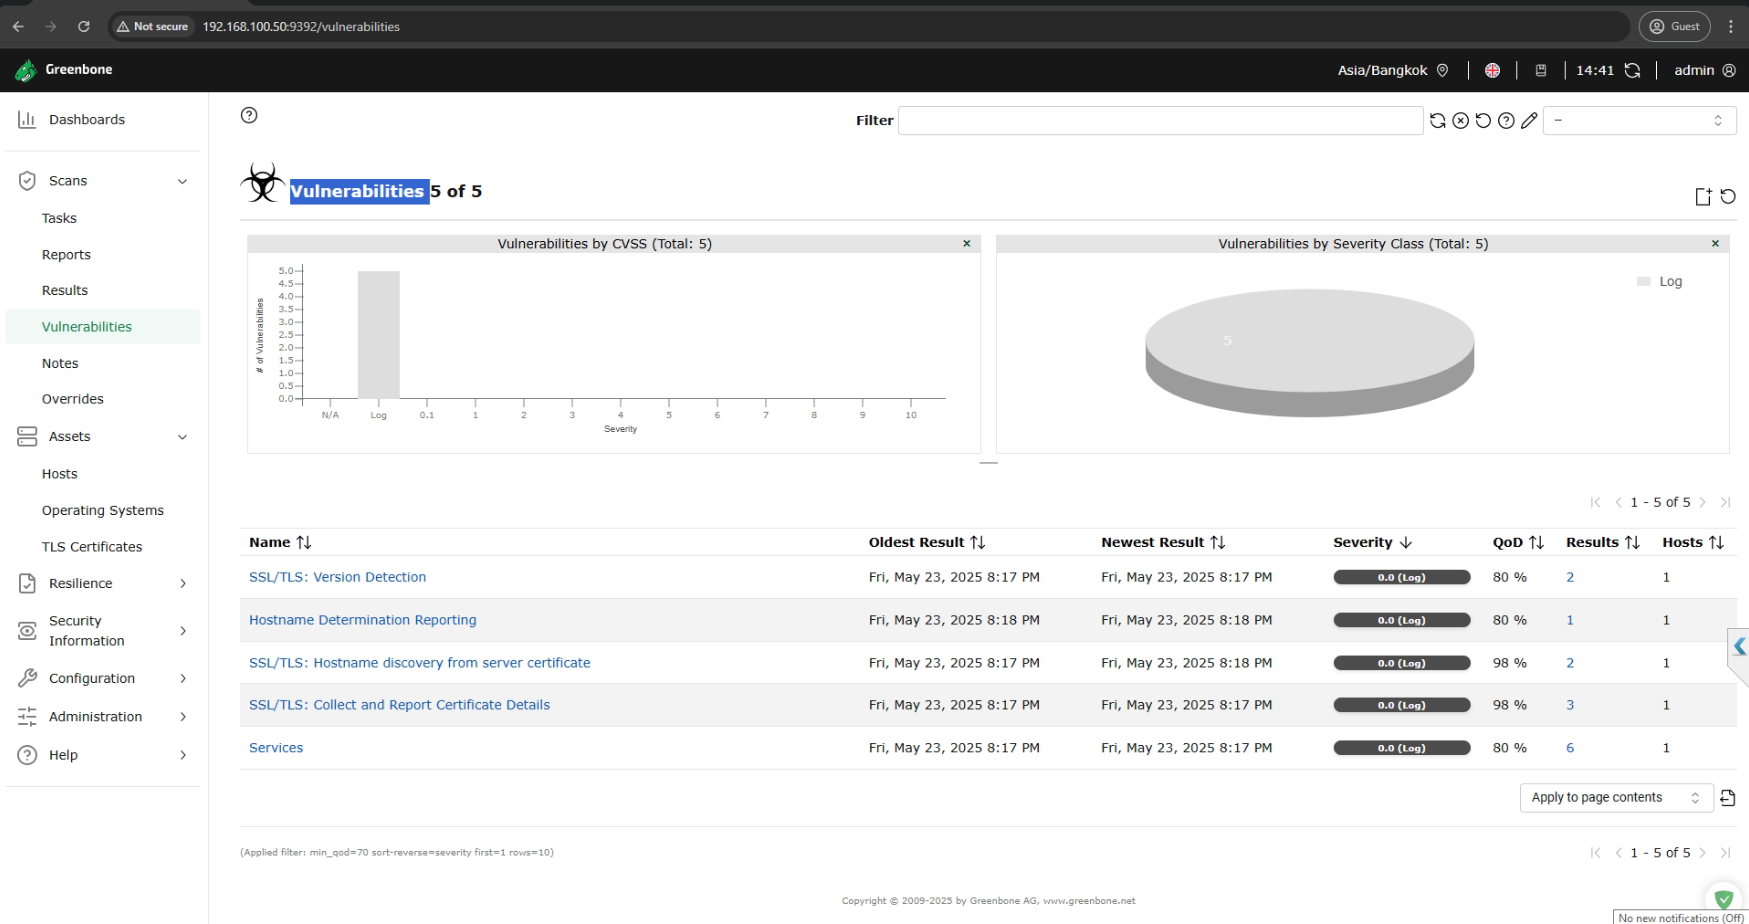 Not secure 192.168.100.50:9392/vulnerabilities Guest
Greenbone Asia/Bangkok 14:41 admin
Dashboards
Scans
Tasks
Reports
Results
Vulnerabilities
Notes
Overrides
Assets
Hosts
Operating Systems
TLS Certificates
Resilience
Security
Information
Configuration
Administration
Help
Filter --
Vulnerabilities 5 of 5
Vulnerabilities by CVSS (Total: 5) ×
# of Vulnerabilities
5.0
4.5
4.0
3.5
3.0
2.5
2.0
1.5
1.0
0.5
0.0
N/A Log 0.1 1 2 3 4 5 6 7 8 9 10
Severity
Vulnerabilities by Severity Class (Total: 5) ×
Log
5
1 - 5 of 5
Name Oldest Result Newest Result Severity QoD Results Hosts
SSL/TLS: Version Detection Fri, May 23, 2025 8:17 PM Fri, May 23, 2025 8:17 PM 0.0 (Log) 80 % 2 1
Hostname Determination Reporting Fri, May 23, 2025 8:18 PM Fri, May 23, 2025 8:18 PM 0.0 (Log) 80 % 1 1
SSL/TLS: Hostname discovery from server certificate Fri, May 23, 2025 8:17 PM Fri, May 23, 2025 8:18 PM 0.0 (Log) 98 % 2 1
SSL/TLS: Collect and Report Certificate Details Fri, May 23, 2025 8:17 PM Fri, May 23, 2025 8:17 PM 0.0 (Log) 98 % 3 1
Services Fri, May 23, 2025 8:17 PM Fri, May 23, 2025 8:17 PM 0.0 (Log) 80 % 6 1
Apply to page contents
(Applied filter: min_qod=70 sort-reverse=severity first=1 rows=10) 1 - 5 of 5
Copyright © 2009-2025 by Greenbone AG, www.greenbone.net
No new notifications (Off)